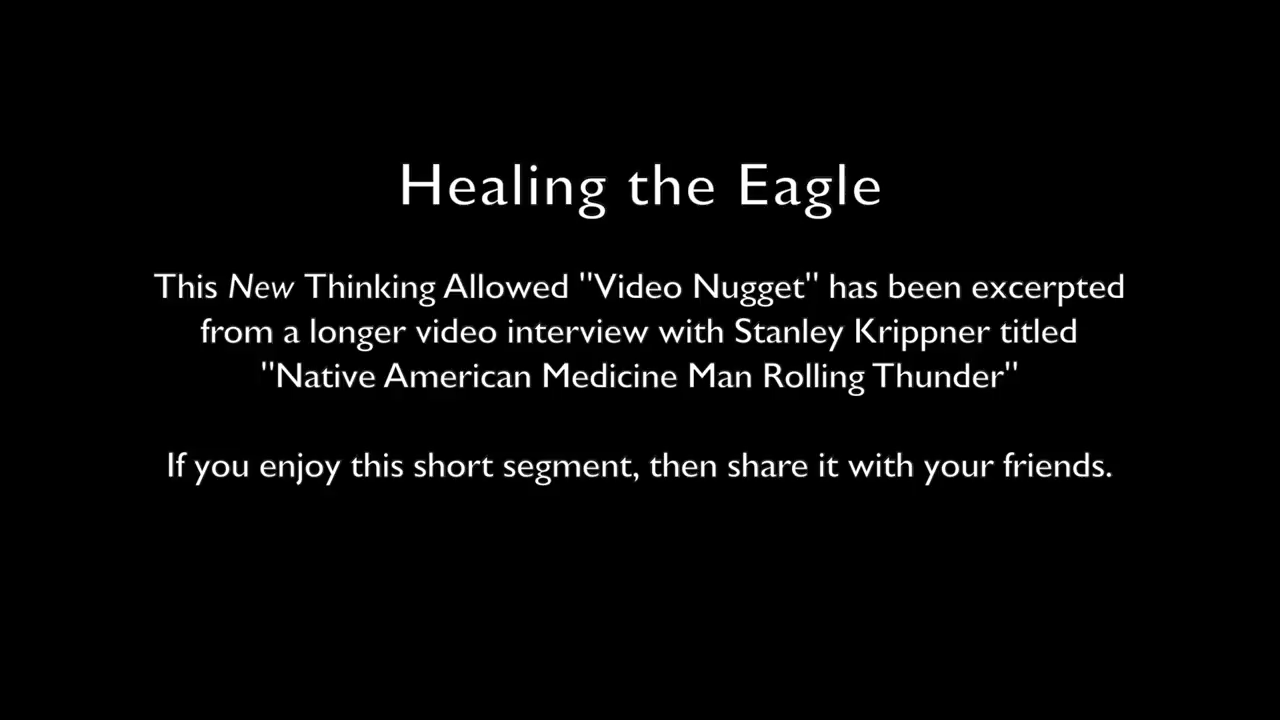 Healing the Eagle
This New Thinking Allowed "Video Nugget" has been excerpted
from a longer video interview with Stanley Krippner titled
"Native American Medicine Man Rolling Thunder"
If you enjoy this short segment, then share it with your friends.